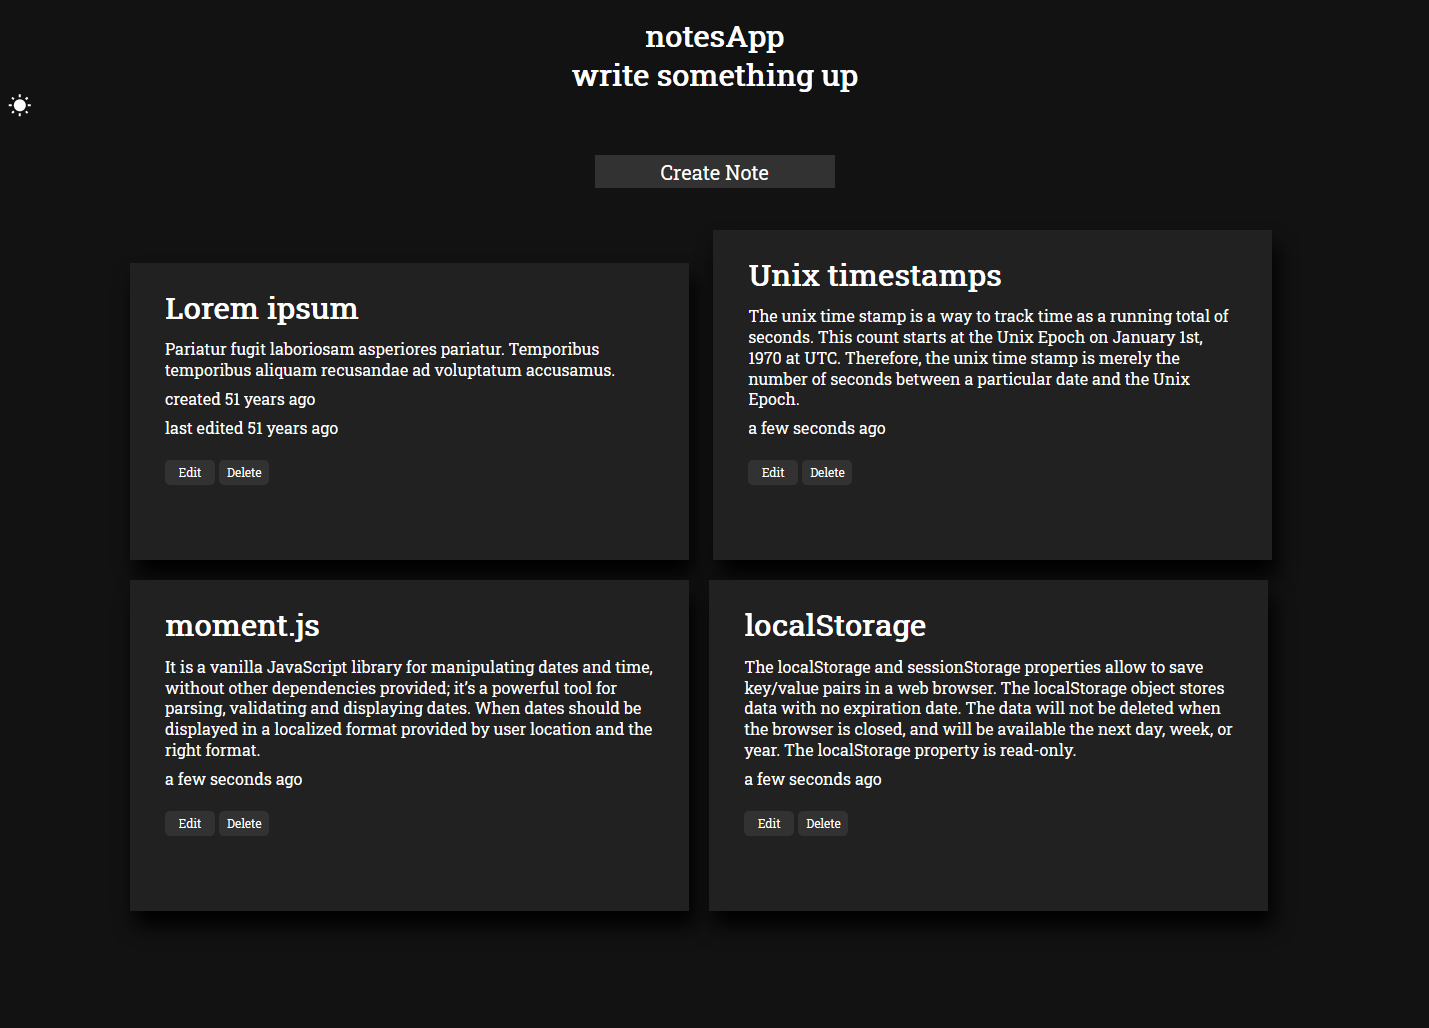 notesApp
write something up
Create Note
Lorem ipsum
Pariatur fugit laboriosam asperiores pariatur. Temporibus
temporibus aliquam recusandae ad voluptatum accusamus.
created 51 years ago
last edited 51 years ago
Edit Delete
Unix timestamps
The unix time stamp is a way to track time as a running total of
seconds. This count starts at the Unix Epoch on January 1st,
1970 at UTC. Therefore, the unix time stamp is merely the
number of seconds between a particular date and the Unix
Epoch.
a few seconds ago
Edit Delete
moment.js
It is a vanilla JavaScript library for manipulating dates and time,
without other dependencies provided; it’s a powerful tool for
parsing, validating and displaying dates. When dates should be
displayed in a localized format provided by user location and the
right format.
a few seconds ago
Edit Delete
localStorage
The localStorage and sessionStorage properties allow to save
key/value pairs in a web browser. The localStorage object stores
data with no expiration date. The data will not be deleted when
the browser is closed, and will be available the next day, week, or
year. The localStorage property is read-only.
a few seconds ago
Edit Delete